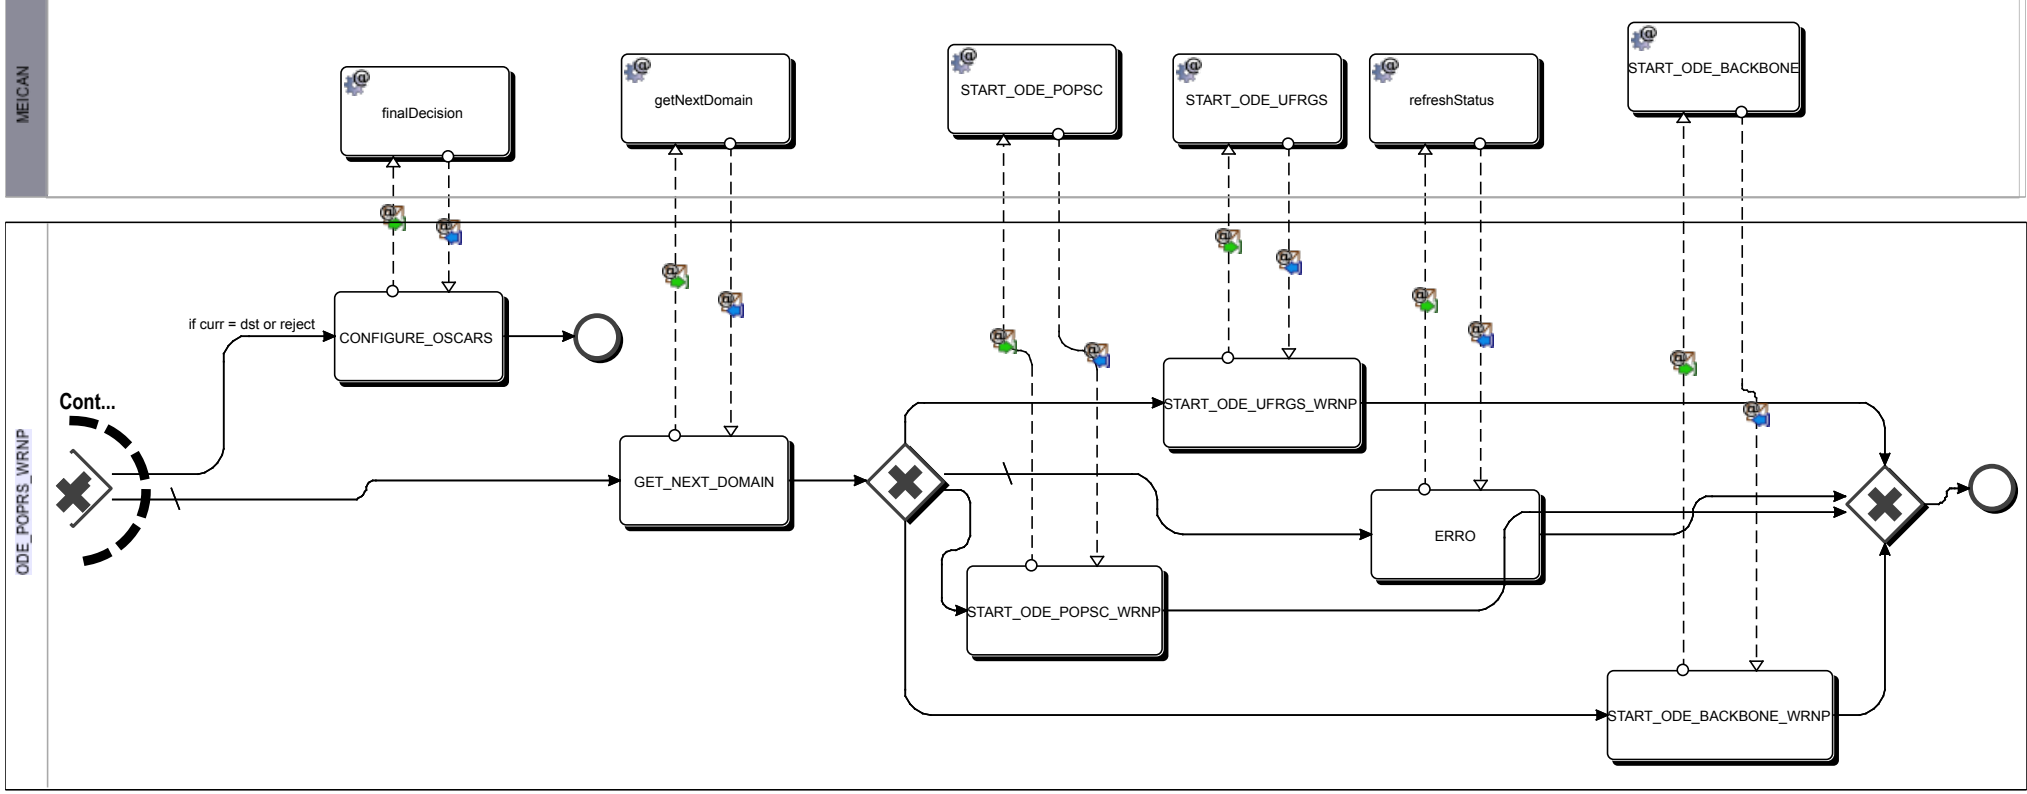 MEICAN
finalDecision
getNextDomain
START_ODE_POPSC
START_ODE_UFRGS
refreshStatus
START_ODE_BACKBONE
ODE_POPRS_WRNP
Cont...
if curr = dst or reject
CONFIGURE_OSCARS
GET_NEXT_DOMAIN
START_ODE_UFRGS_WRNP
ERRO
START_ODE_POPSC_WRNP
START_ODE_BACKBONE_WRNP